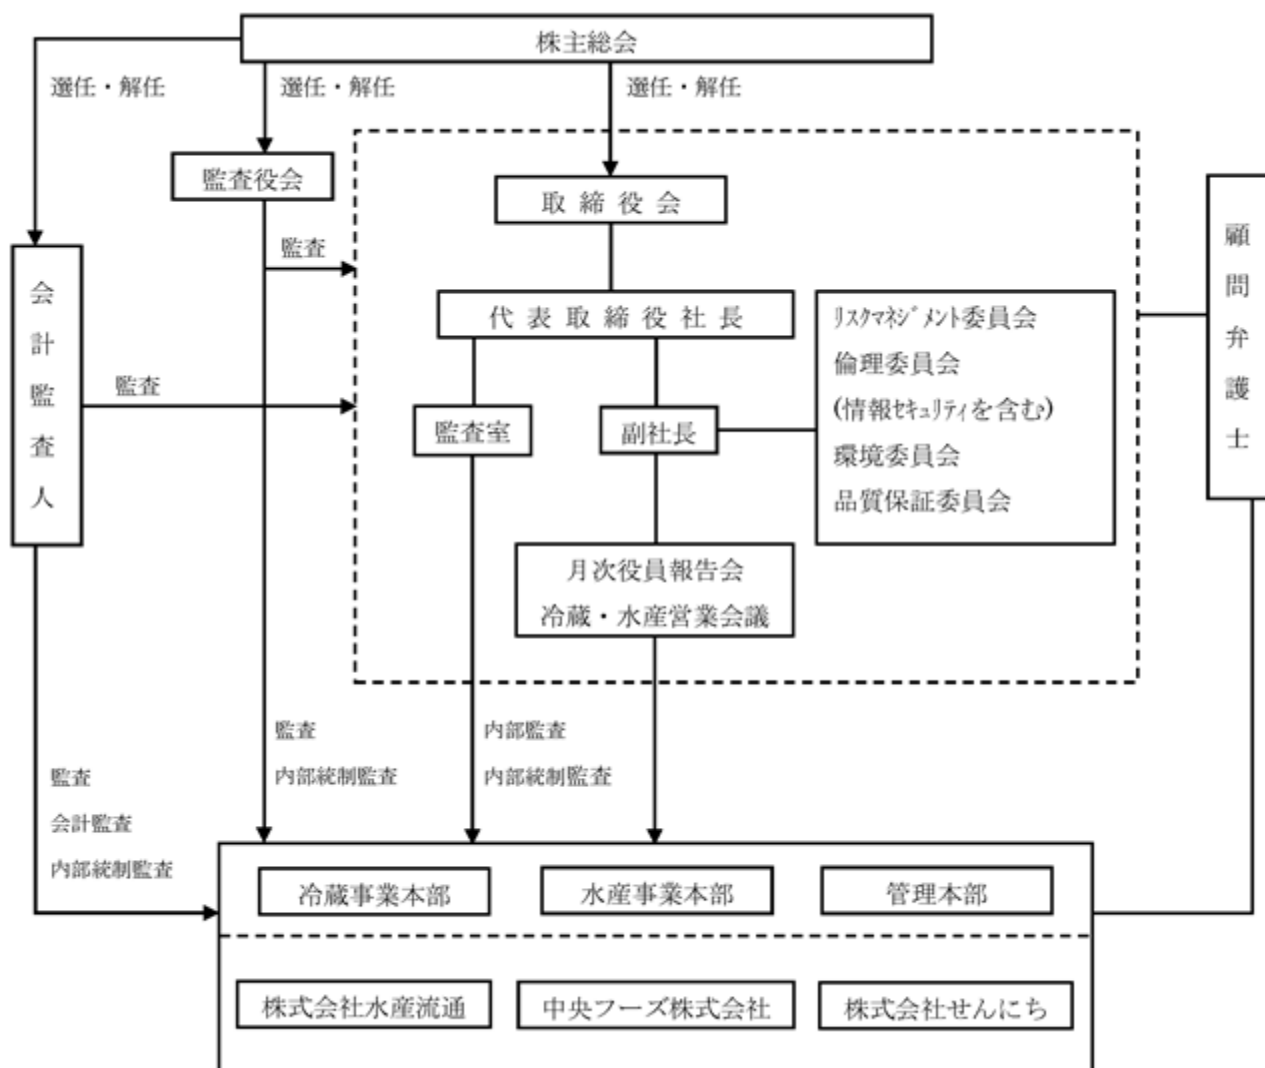 株主総会
選任・解任
選任・解任
選任・解任
監査役会
取締役会
監査
顧問弁護士
会計監査人
代表取締役社長
リスクマネジメント委員会
倫理委員会
(情報セキュリティを含む)
環境委員会
品質保証委員会
監査
監査室
副社長
月次役員報告会
冷蔵・水産営業会議
監査
内部統制監査
内部監査
内部統制監査
監査
会計監査
内部統制監査
冷蔵事業本部
水産事業本部
管理本部
株式会社水産流通
中央フーズ株式会社
株式会社せんにち